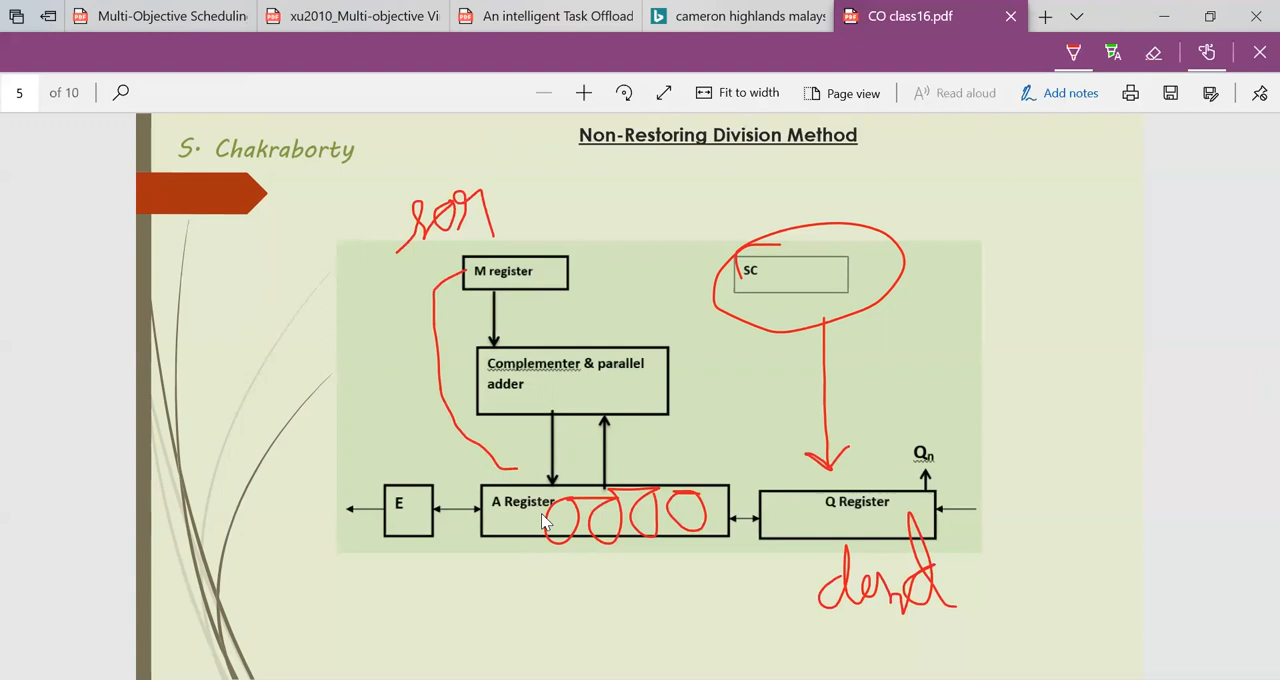 Multi-Objective Schedulin
xu2010_Multi-objective Vi
An intelligent Task Offload
cameron highlands malays
CO class16.pdf
5 of 10
Fit to width
Page view
Read aloud
Add notes
S. Chakraborty
Non-Restoring Division Method
M register
SC
Complementer & parallel
adder
Qn
E
A Register
Q Register
0000